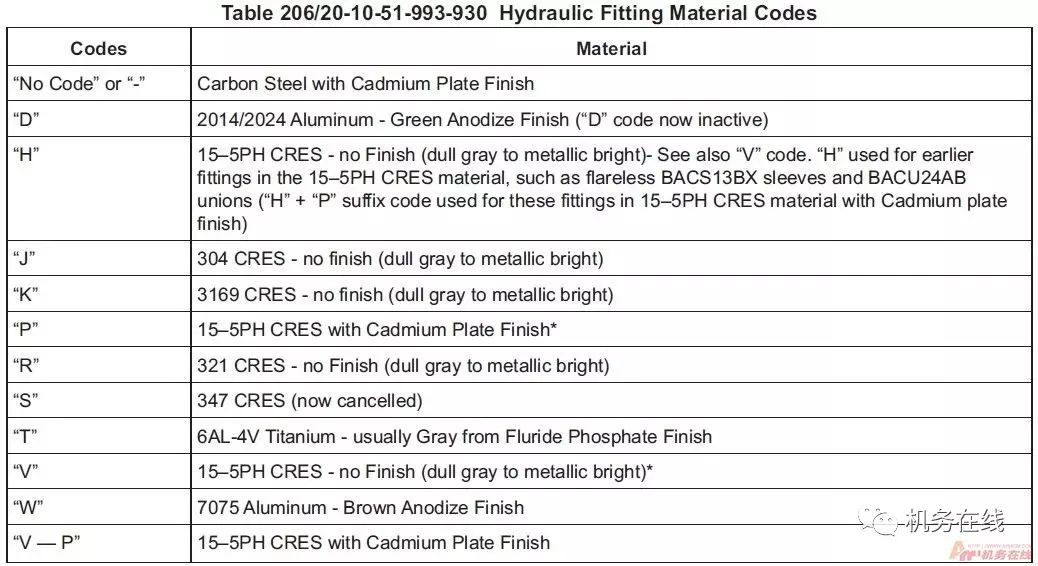 Table 206/20-10-51-993-930 Hydraulic Fitting Material Codes
Codes Material
“No Code” or “-” Carbon Steel with Cadmium Plate Finish
“D” 2014/2024 Aluminum - Green Anodize Finish (“D” code now inactive)
“H” 15–5PH CRES - no Finish (dull gray to metallic bright)- See also “V” code. “H” used for earlier
fittings in the 15–5PH CRES material, such as flareless BACS13BX sleeves and BACU24AB
unions (“H” + “P” suffix code used for these fittings in 15–5PH CRES material with Cadmium plate
finish)
“J” 304 CRES - no finish (dull gray to metallic bright)
“K” 3169 CRES - no finish (dull gray to metallic bright)
“P” 15–5PH CRES with Cadmium Plate Finish*
“R” 321 CRES - no Finish (dull gray to metallic bright)
“S” 347 CRES (now cancelled)
“T” 6AL-4V Titanium - usually Gray from Fluride Phosphate Finish
“V” 15–5PH CRES - no Finish (dull gray to metallic bright)*
“W” 7075 Aluminum - Brown Anodize Finish
“V — P” 15–5PH CRES with Cadmium Plate Finish
机务在线
机务在线